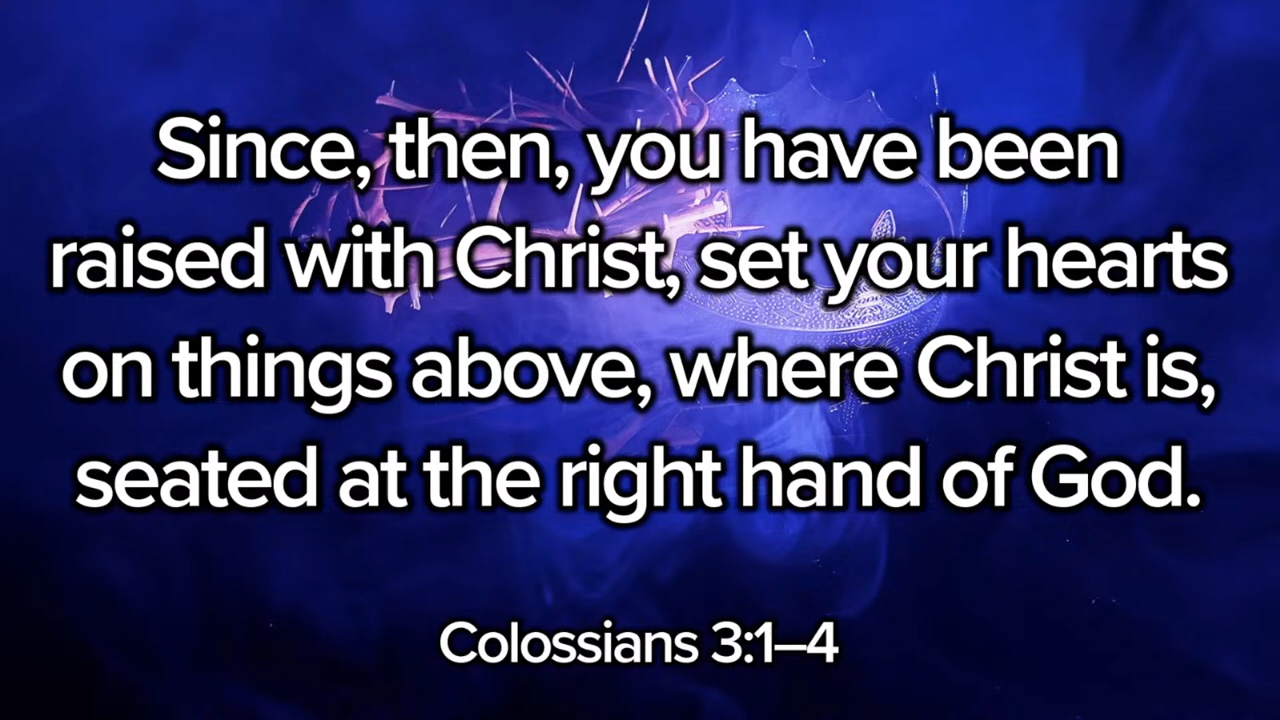 Since, then, you have been
raised with Christ, set your hearts
on things above, where Christ is,
seated at the right hand of God.
Colossians 3:1–4